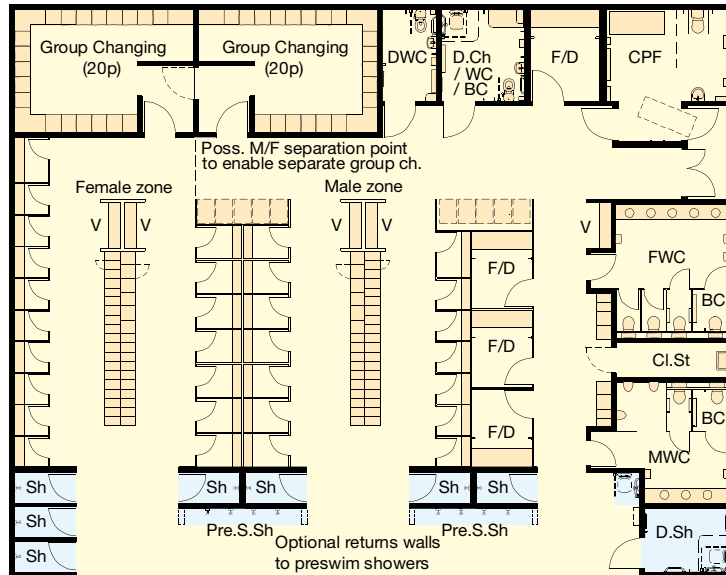 Group Changing
(20p)
Group Changing
(20p)
DWC
D.Ch
/ WC
/ BC
F/D
CPF
Poss. M/F separation point
to enable separate group ch.
Female zone
Male zone
V
V
V
V
V
FWC
BC
F/D
F/D
F/D
Cl.St
BC
MWC
Sh
Sh
Sh
Sh
Sh
Sh
Pre.S.Sh
Pre.S.Sh
D.Sh
Optional returns walls
to preswim showers